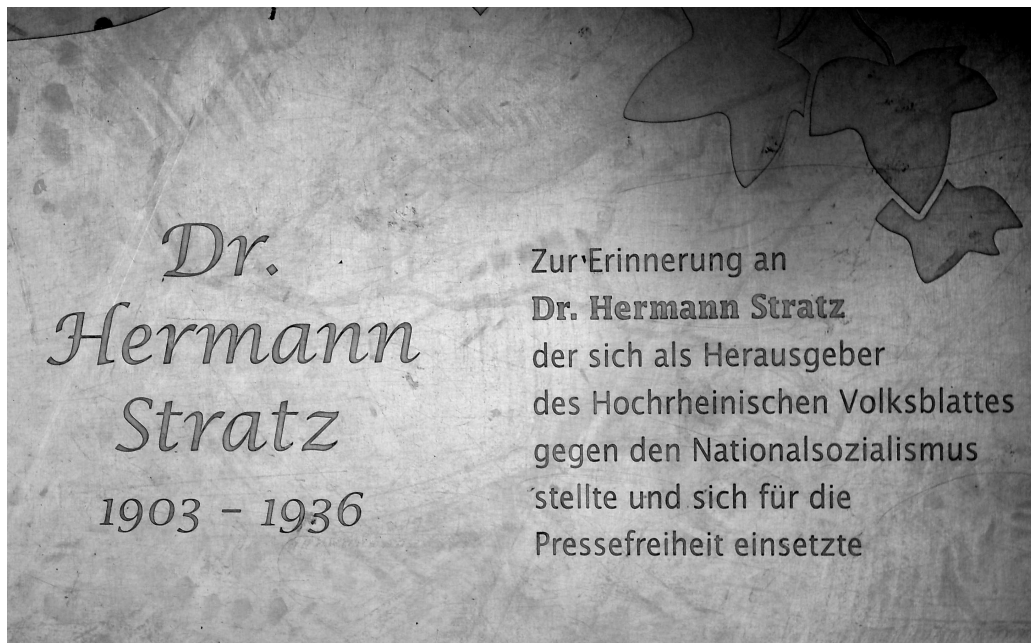 Dr.
Hermann
Stratz
1903 – 1936
Zur Erinnerung an
Dr. Hermann Stratz
der sich als Herausgeber
des Hochrheinischen Volksblattes
gegen den Nationalsozialismus
stellte und sich für die
Pressefreiheit einsetzte